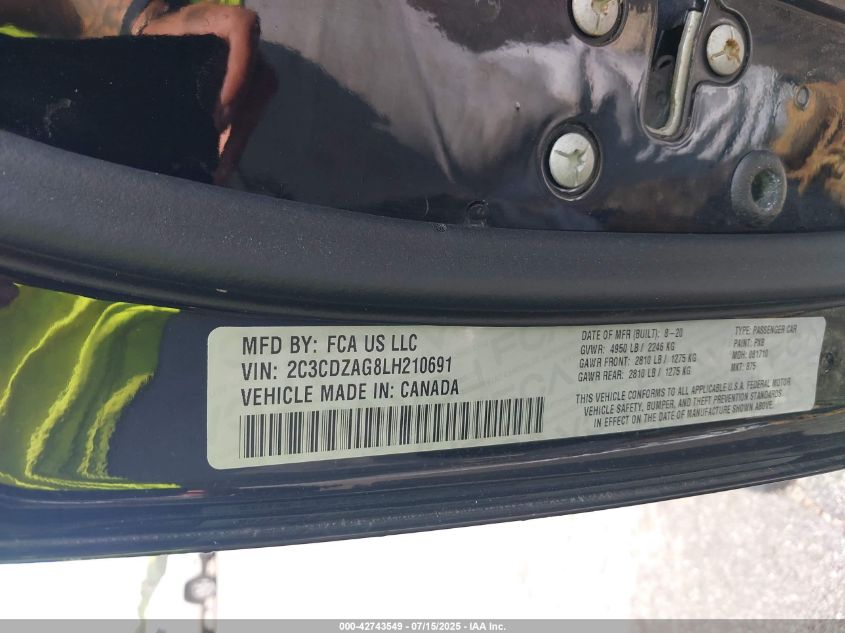 MFD BY: FCA US LLC
VIN: 2C3CDZAG8LH210691
VEHICLE MADE IN: CANADA
DATE OF MFR (BUILT): 8-20
GVWR: 4950 LB / 2246 KG
GAWR FRONT: 2810 LB / 1275 KG
GAWR REAR: 2810 LB / 1275 KG
TYPE: PASSENGER CAR
PAINT: PX8
MDH: 081710
MKT: 875
THIS VEHICLE CONFORMS TO ALL APPLICABLE U.S.A. FEDERAL MOTOR
VEHICLE SAFETY, BUMPER, AND THEFT PREVENTION STANDARDS
IN EFFECT ON THE DATE OF MANUFACTURE SHOWN ABOVE.
000-42743549 - 07/15/2025 - IAA Inc.